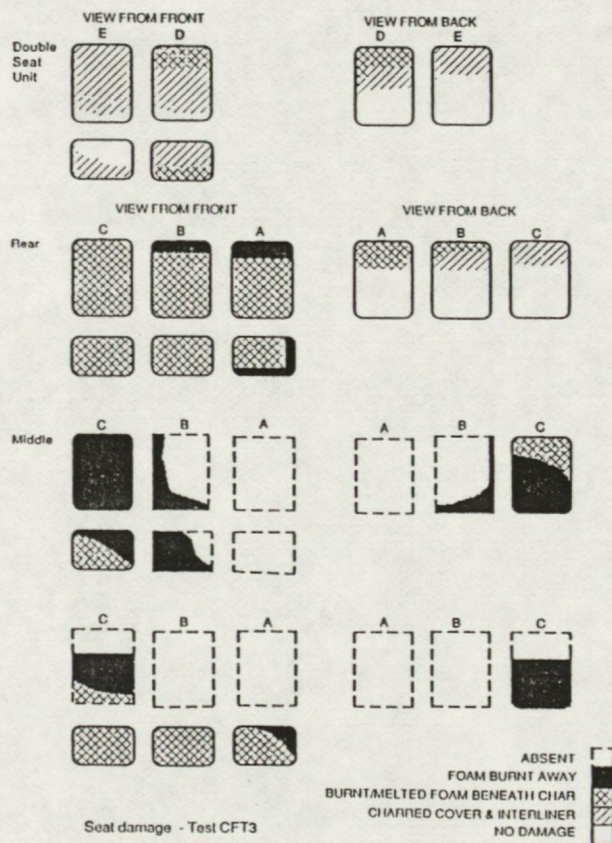 VIEW FROM FRONT
VIEW FROM BACK
E D
D E
Double
Seat
Unit
VIEW FROM FRONT
VIEW FROM BACK
Rear
C B A
A B C
Middle
C B A
A B C
C B A
A B C
ABSENT
FOAM BURNT AWAY
BURNT/MELTED FOAM BENEATH CHAR
CHARRED COVER & INTERLINER
NO DAMAGE
Seat damage - Test CFT3